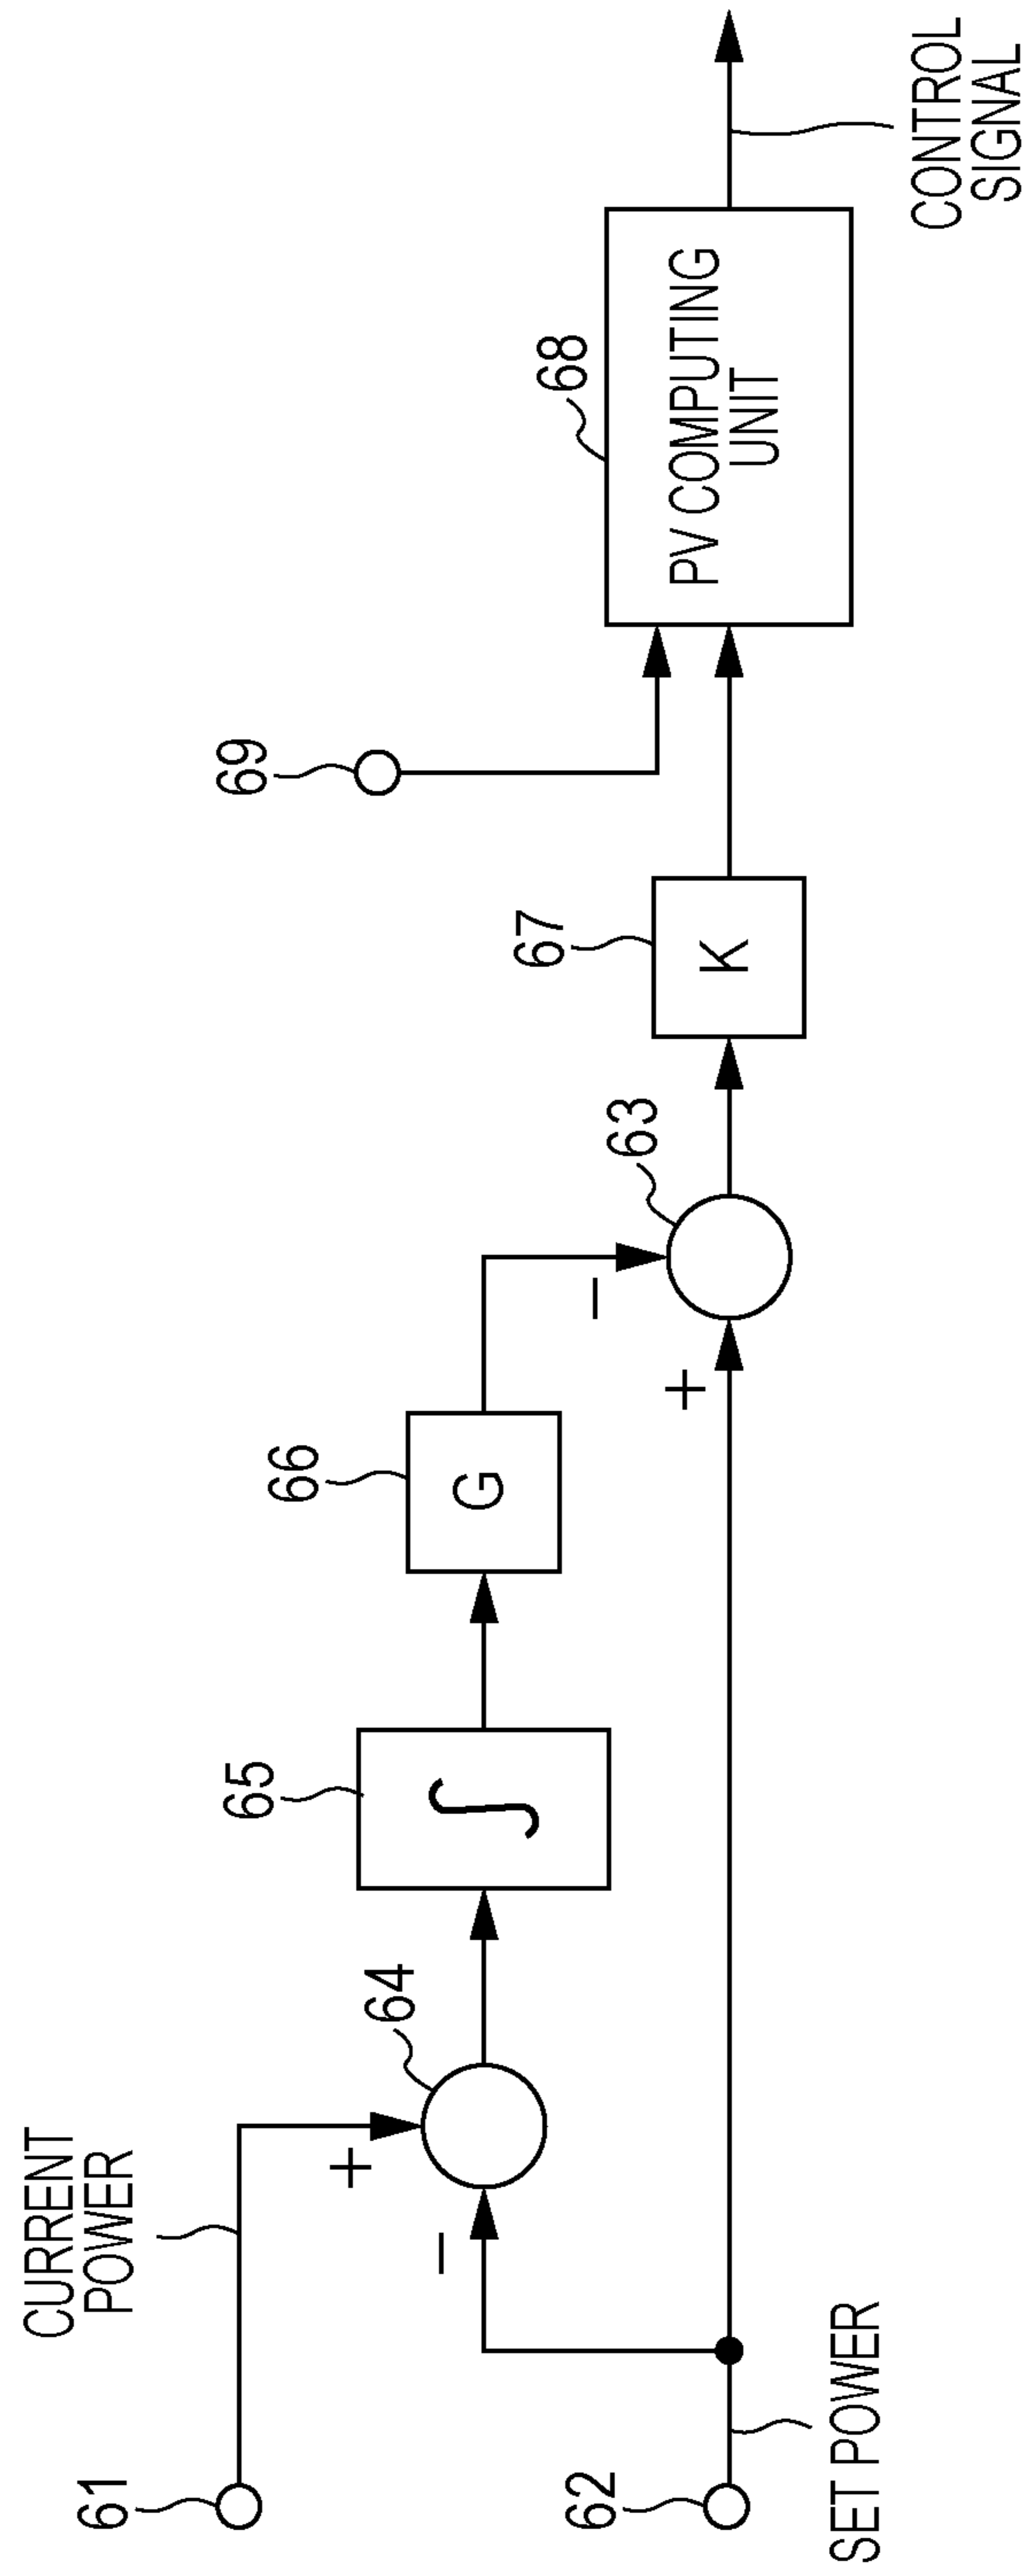 61
CURRENT
POWER
62
SET POWER
64
+
−
65
∫
66
G
63
−
+
67
K
69
68
PV COMPUTING
UNIT
CONTROL
SIGNAL